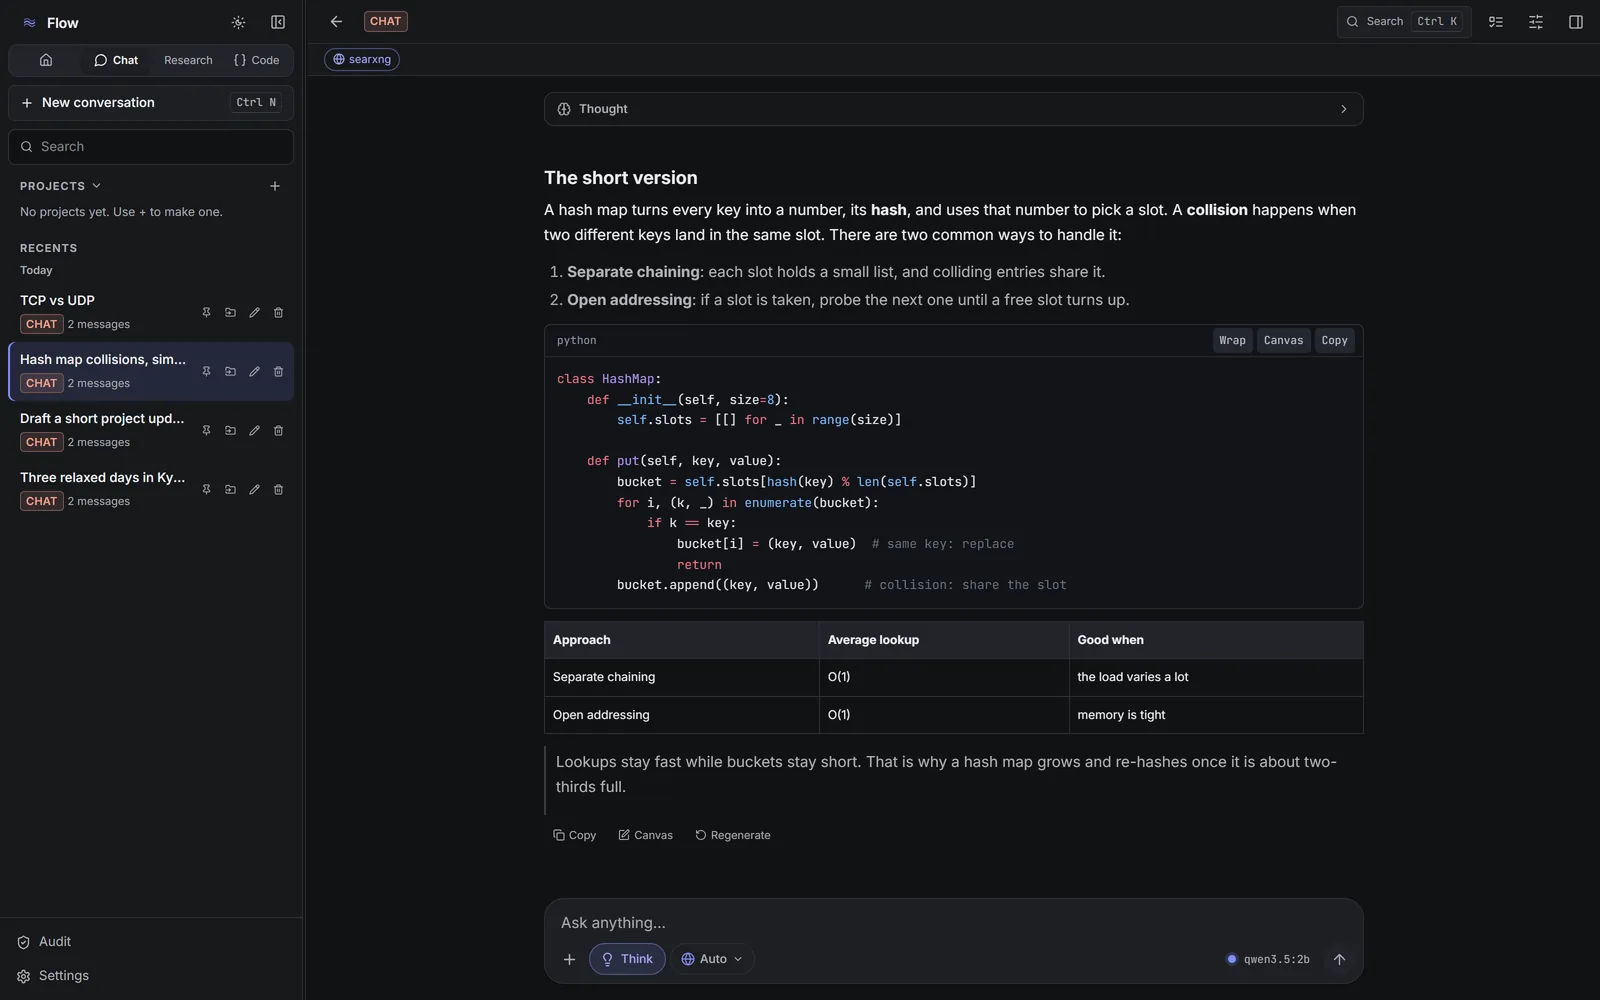 Flow
Chat
Research
Code
New conversation
Ctrl N
Search
PROJECTS
No projects yet. Use + to make one.
RECENTS
Today
TCP vs UDP
CHAT 2 messages
Hash map collisions, sim...
CHAT 2 messages
Draft a short project upd...
CHAT 2 messages
Three relaxed days in Ky...
CHAT 2 messages
Audit
Settings
CHAT
Search Ctrl K
searxng
Thought
The short version
A hash map turns every key into a number, its hash, and uses that number to pick a slot. A collision happens when
two different keys land in the same slot. There are two common ways to handle it:
1. Separate chaining: each slot holds a small list, and colliding entries share it.
2. Open addressing: if a slot is taken, probe the next one until a free slot turns up.
python
Wrap Canvas Copy
class HashMap:
    def __init__(self, size=8):
        self.slots = [[] for _ in range(size)]
    def put(self, key, value):
        bucket = self.slots[hash(key) % len(self.slots)]
        for i, (k, _) in enumerate(bucket):
            if k == key:
                bucket[i] = (key, value)  # same key: replace
                return
        bucket.append((key, value))      # collision: share the slot
Approach Average lookup Good when
Separate chaining O(1) the load varies a lot
Open addressing O(1) memory is tight
Lookups stay fast while buckets stay short. That is why a hash map grows and re-hashes once it is about two-
thirds full.
Copy Canvas Regenerate
Ask anything...
Think Auto qwen3.5:2b